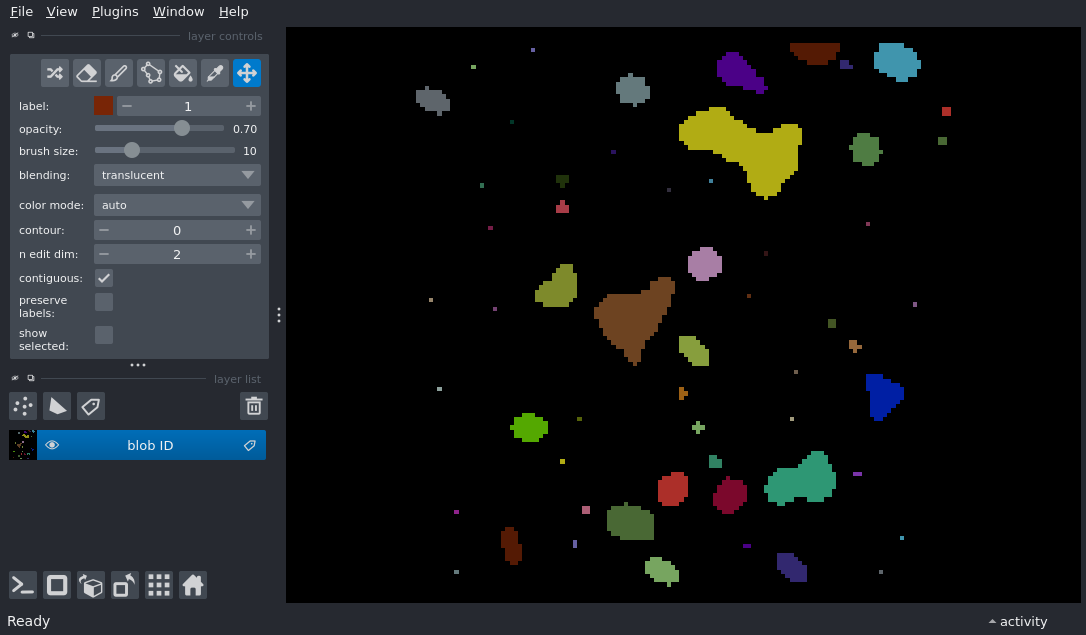 File View Plugins Window Help
layer controls
label: 1
opacity: 0.70
brush size: 10
blending: translucent
color mode: auto
contour: 0
n edit dim: 2
contiguous:
preserve
labels:
show
selected:
layer list
blob ID
Ready
activity